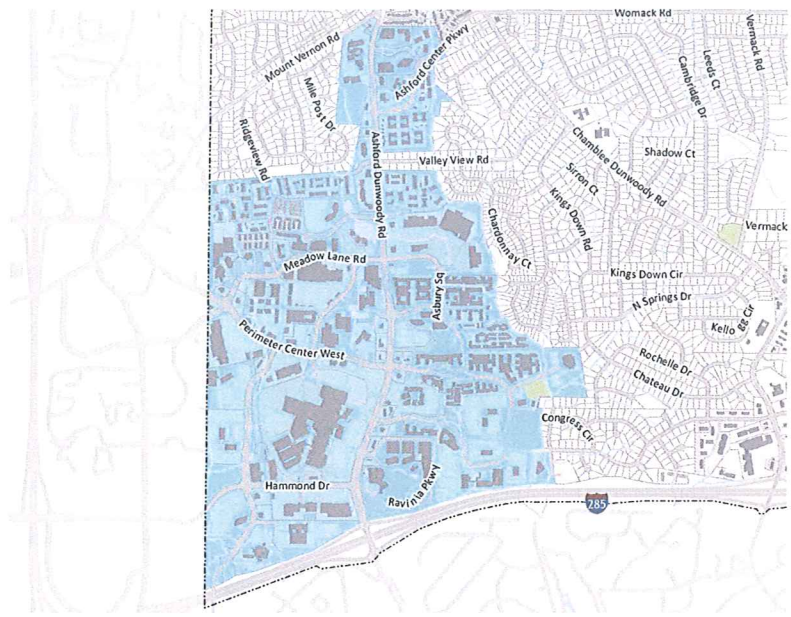 Womack Rd
Vermack Rd
Mount Vernon Rd
Ashford Center Pkwy
Leeds Ct
Cambridge Dr
Mile Post Dr
Ridgeview Rd
Ashford Dunwoody Rd
Valley View Rd
Chamblee Dunwoody Rd
Shadow Ct
Sirron Ct
Kings Down Rd
Chardonnay Ct
Vermack
Meadow Lane Rd
Asbury Sq
Kings Down Cir
N Springs Dr
Kellogg Cir
Perimeter Center West
Rochelle Dr
Chateau Dr
Congress Cir
Hammond Dr
Ravinia Pkwy
285